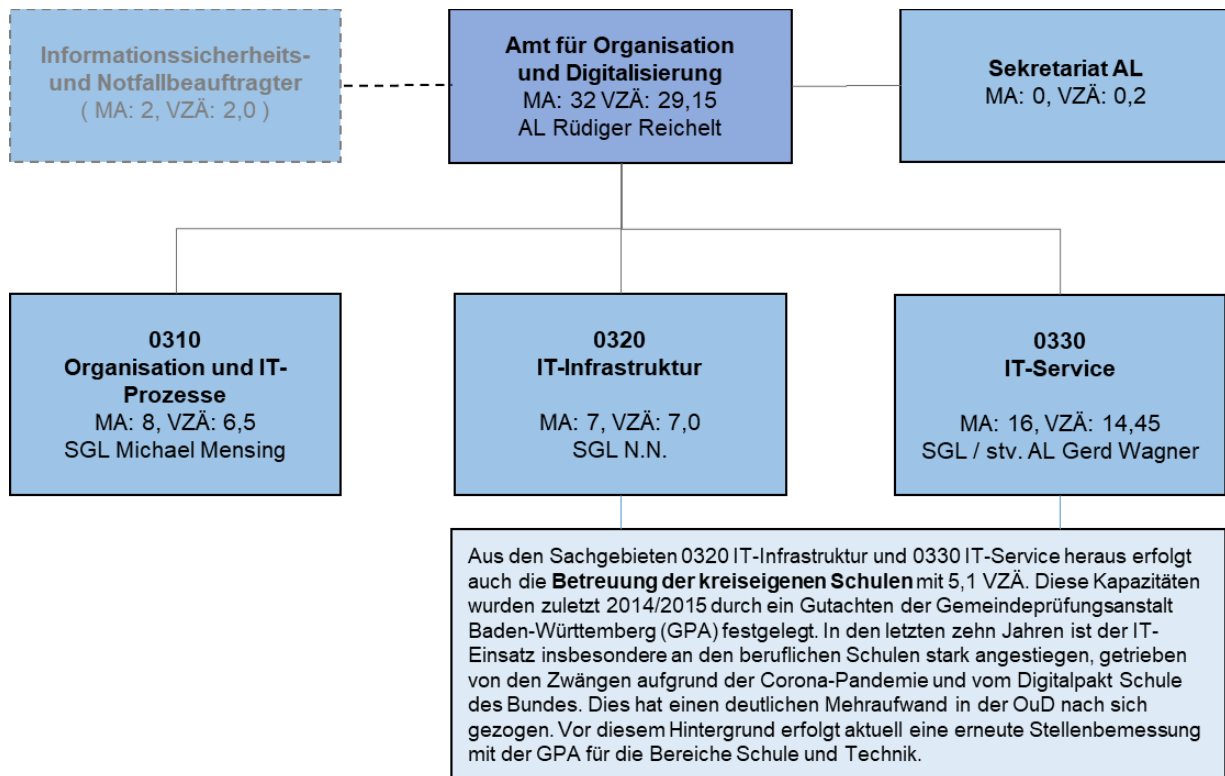 Informationssicherheits-
und Notfallbeauftragter
( MA: 2, VZÄ: 2,0 )
Amt für Organisation
und Digitalisierung
MA: 32 VZÄ: 29,15
AL Rüdiger Reichelt
Sekretariat AL
MA: 0, VZÄ: 0,2
0310
Organisation und IT-
Prozesse
MA: 8, VZÄ: 6,5
SGL Michael Mensing
0320
IT-Infrastruktur
MA: 7, VZÄ: 7,0
SGL N.N.
0330
IT-Service
MA: 16, VZÄ: 14,45
SGL / stv. AL Gerd Wagner
Aus den Sachgebieten 0320 IT-Infrastruktur und 0330 IT-Service heraus erfolgt
auch die Betreuung der kreiseigenen Schulen mit 5,1 VZÄ. Diese Kapazitäten
wurden zuletzt 2014/2015 durch ein Gutachten der Gemeindeprüfungsanstalt
Baden-Württemberg (GPA) festgelegt. In den letzten zehn Jahren ist der IT-
Einsatz insbesondere an den beruflichen Schulen stark angestiegen, getrieben
von den Zwängen aufgrund der Corona-Pandemie und vom Digitalpakt Schule
des Bundes. Dies hat einen deutlichen Mehraufwand in der OuD nach sich
gezogen. Vor diesem Hintergrund erfolgt aktuell eine erneute Stellenbemessung
mit der GPA für die Bereiche Schule und Technik.